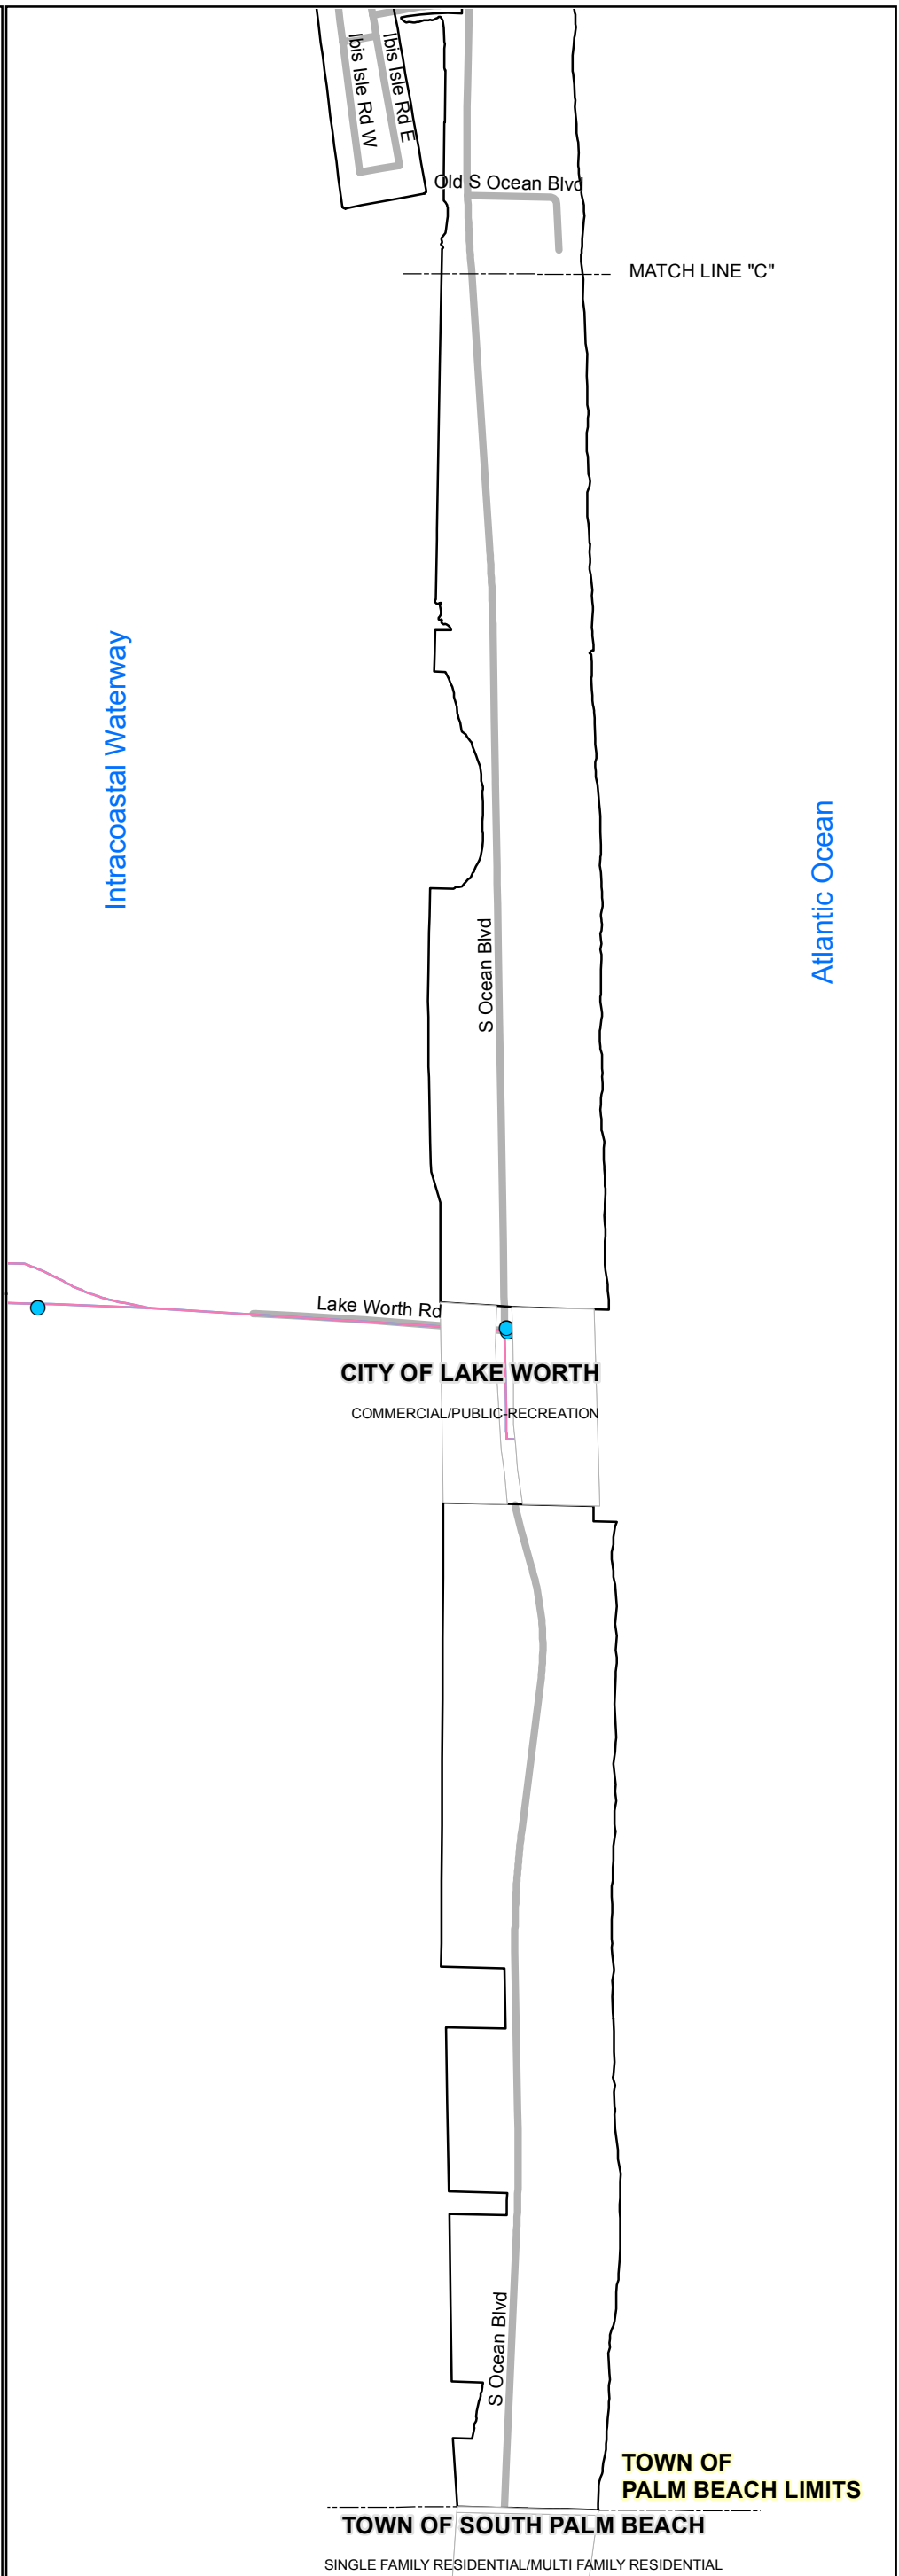 Ibis Isle Rd W
Ibis Isle Rd E
Old S Ocean Blvd
MATCH LINE "C"
Intracoastal Waterway
Atlantic Ocean
S Ocean Blvd
Lake Worth Rd
CITY OF LAKE WORTH
COMMERCIAL/PUBLIC-RECREATION
S Ocean Blvd
TOWN OF
PALM BEACH LIMITS
TOWN OF SOUTH PALM BEACH
SINGLE FAMILY RESIDENTIAL/MULTI FAMILY RESIDENTIAL